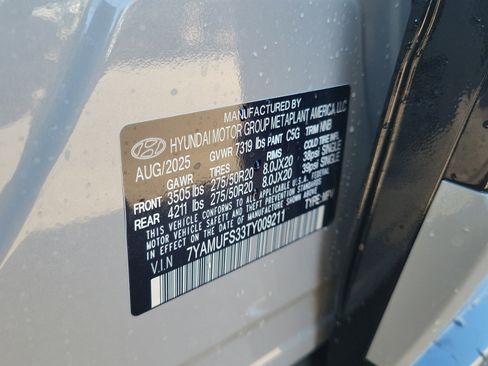 MANUFACTURED BY
HYUNDAI MOTOR GROUP METAPLANT AMERICA, LLC
AUG/2025 GVWR 7319 lbs PAINT C5G TRIM NNB
GAWR TIRES RIMS COLD TIRE INFL.
FRONT 3505 lbs 275/50R20 8.0JX20 38psi SINGLE
REAR 4211 lbs 275/50R20 8.0JX20 38psi SINGLE
THIS VEHICLE CONFORMS TO ALL APPLICABLE U.S.A. FEDERAL
MOTOR VEHICLE SAFETY STANDARDS IN EFFECT ON THE DATE OF
MANUFACTURE SHOWN ABOVE. TYPE: MPV
V.I.N 7YAMUFS33TY009211